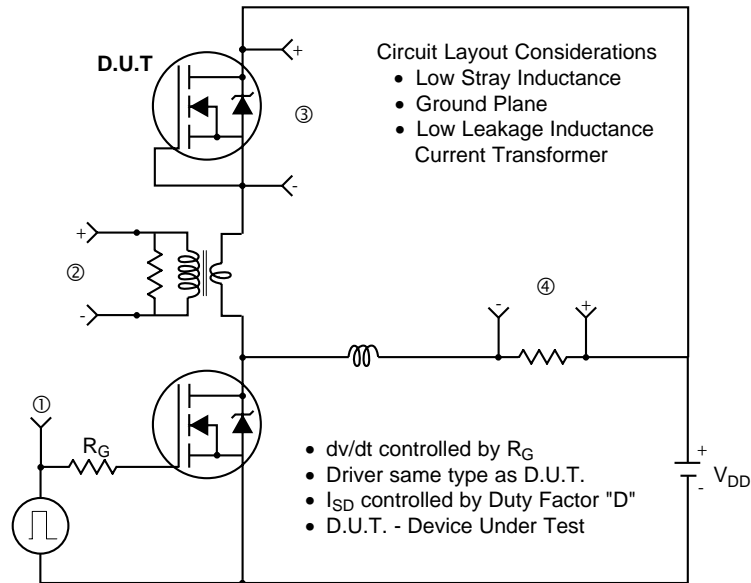 D.U.T
+
③
-
Circuit Layout Considerations
• Low Stray Inductance
• Ground Plane
• Low Leakage Inductance
Current Transformer
+
②
-
④
-
+
①
R_G
• dv/dt controlled by R_G
• Driver same type as D.U.T.
• I_SD controlled by Duty Factor "D"
• D.U.T. - Device Under Test
+
-
V_DD